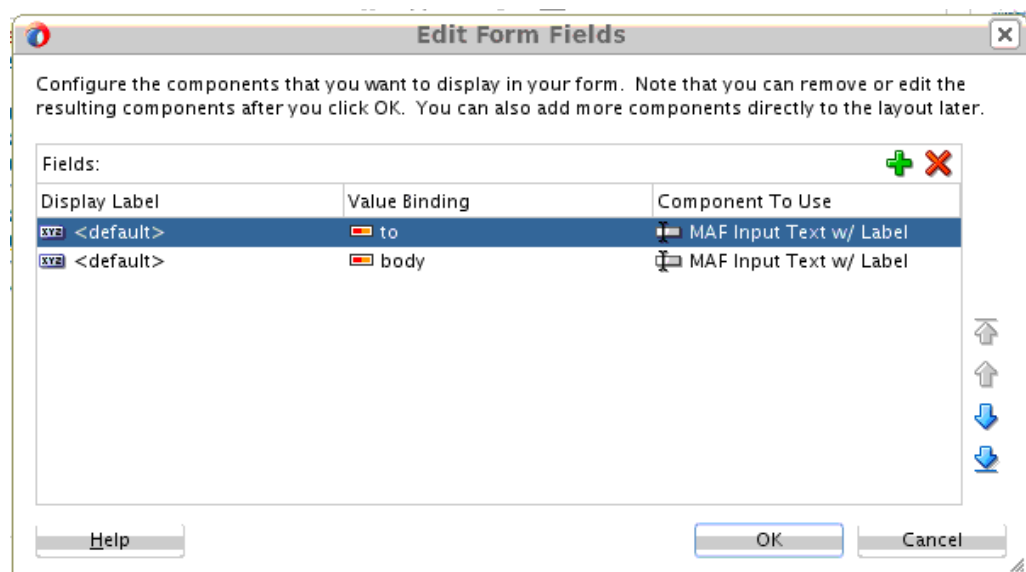 Edit Form Fields
Configure the components that you want to display in your form. Note that you can remove or edit the
resulting components after you click OK. You can also add more components directly to the layout later.
Fields:
Display Label Value Binding Component To Use
XYZ <default> to MAF Input Text w/ Label
XYZ <default> body MAF Input Text w/ Label
Help OK Cancel